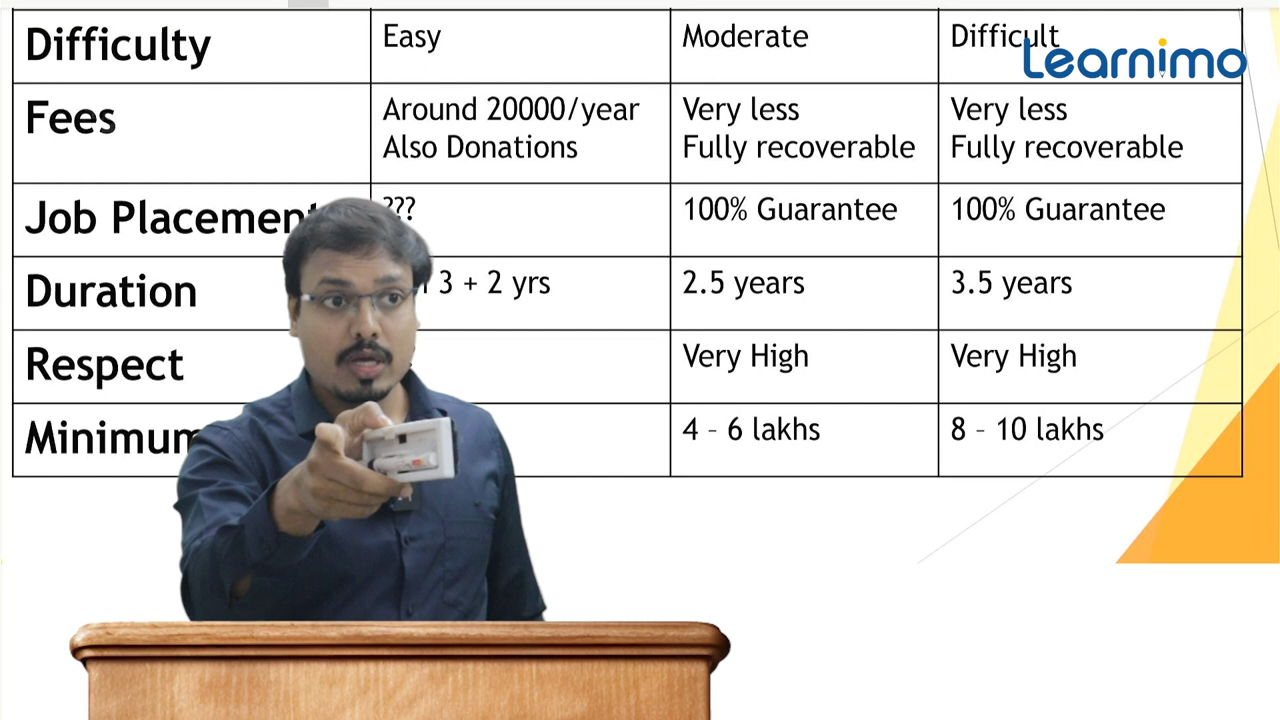 Difficulty Easy Moderate Difficult
Learnimo
Fees Around 20000/year Very less Very less
Also Donations Fully recoverable Fully recoverable
Job Placement ??? 100% Guarantee 100% Guarantee
Duration 3 + 2 yrs 2.5 years 3.5 years
Respect Very High Very High
Minimum 4 – 6 lakhs 8 – 10 lakhs